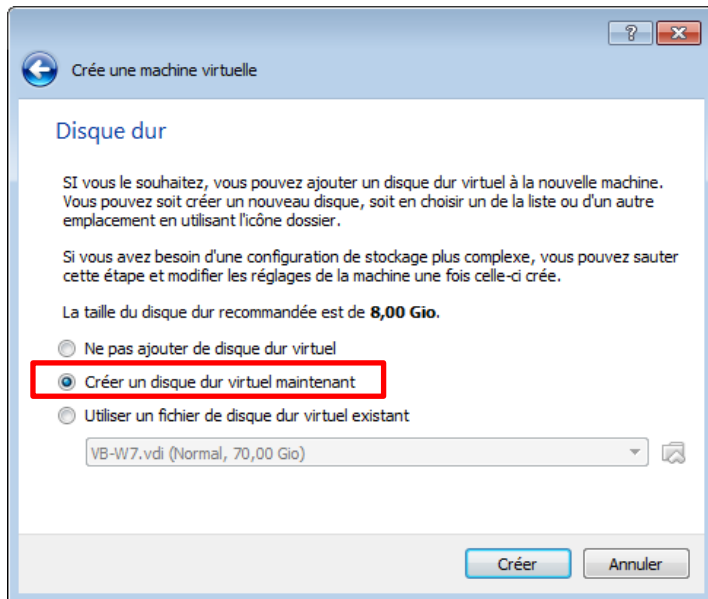 Crée une machine virtuelle
Disque dur
SI vous le souhaitez, vous pouvez ajouter un disque dur virtuel à la nouvelle machine.
Vous pouvez soit créer un nouveau disque, soit en choisir un de la liste ou d'un autre
emplacement en utilisant l'icône dossier.
Si vous avez besoin d'une configuration de stockage plus complexe, vous pouvez sauter
cette étape et modifier les réglages de la machine une fois celle-ci crée.
La taille du disque dur recommandée est de 8,00 Gio.
Ne pas ajouter de disque dur virtuel
Créer un disque dur virtuel maintenant
Utiliser un fichier de disque dur virtuel existant
VB-W7.vdi (Normal, 70,00 Gio)
Créer
Annuler